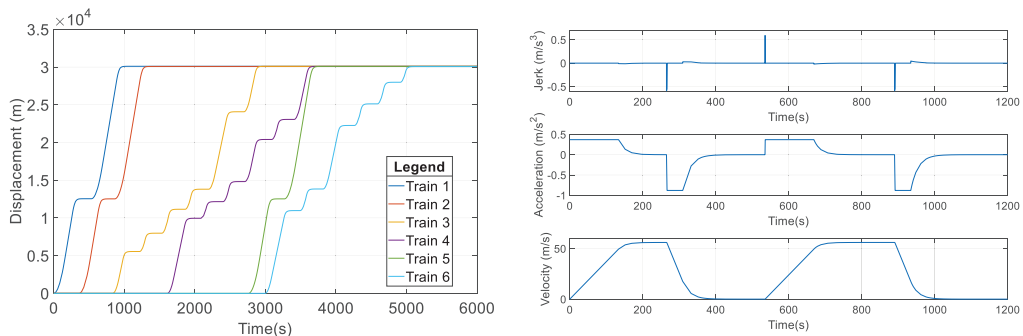 ×10⁴
3.5
3.0
2.5
2.0
1.5
1.0
0.5
0
Displacement (m)
0 1000 2000 3000 4000 5000 6000
Time(s)
Legend
Train 1
Train 2
Train 3
Train 4
Train 5
Train 6
Jerk (m/s³)
0.5
0
-0.5
0 200 400 600 800 1000 1200
Time(s)
Acceleration (m/s²)
0.5
0
-0.5
-1
0 200 400 600 800 1000 1200
Time(s)
Velocity (m/s)
50
0
0 200 400 600 800 1000 1200
Time(s)